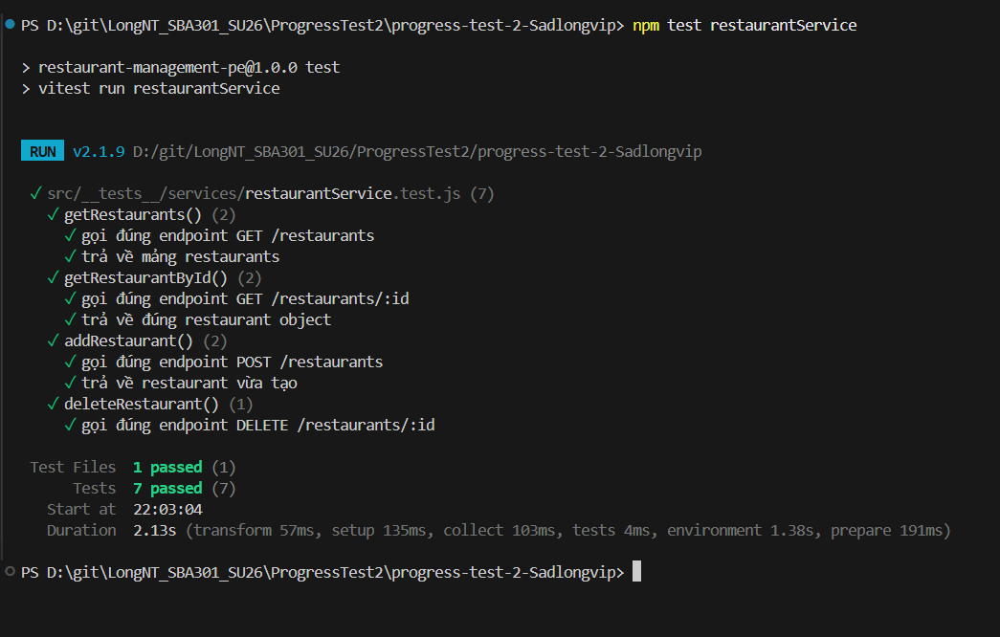 PS D:\git\LongNT_SBA301_SU26\ProgressTest2\progress-test-2-Sadlongvip> npm test restaurantService
> restaurant-management-pe@1.0.0 test
> vitest run restaurantService
RUN v2.1.9 D:/git/LongNT_SBA301_SU26/ProgressTest2/progress-test-2-Sadlongvip
✓ src/__tests__/services/restaurantService.test.js (7)
✓ getRestaurants() (2)
✓ gọi đúng endpoint GET /restaurants
✓ trả về mảng restaurants
✓ getRestaurantById() (2)
✓ gọi đúng endpoint GET /restaurants/:id
✓ trả về đúng restaurant object
✓ addRestaurant() (2)
✓ gọi đúng endpoint POST /restaurants
✓ trả về restaurant vừa tạo
✓ deleteRestaurant() (1)
✓ gọi đúng endpoint DELETE /restaurants/:id
Test Files 1 passed (1)
Tests 7 passed (7)
Start at 22:03:04
Duration 2.13s (transform 57ms, setup 135ms, collect 103ms, tests 4ms, environment 1.38s, prepare 191ms)
PS D:\git\LongNT_SBA301_SU26\ProgressTest2\progress-test-2-Sadlongvip>